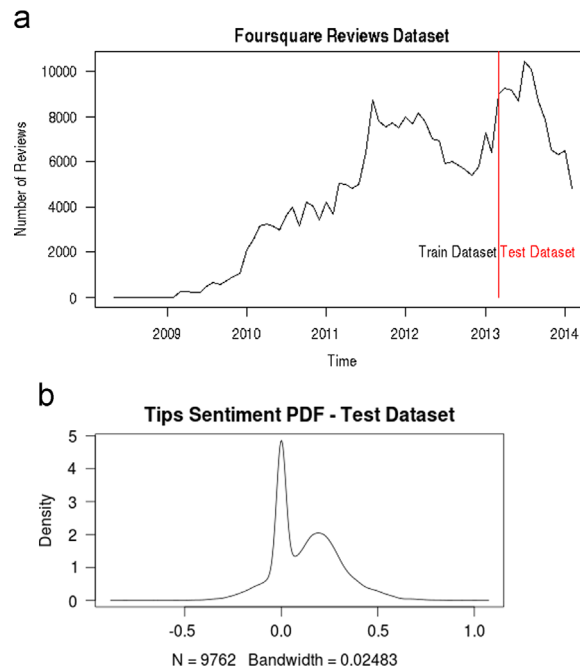 a
Foursquare Reviews Dataset
Number of Reviews
10000
8000
6000
4000
2000
0
Train Dataset Test Dataset
2009 2010 2011 2012 2013 2014
Time
b
Tips Sentiment PDF - Test Dataset
Density
5
4
3
2
1
0
-0.5 0.0 0.5 1.0
N = 9762 Bandwidth = 0.02483